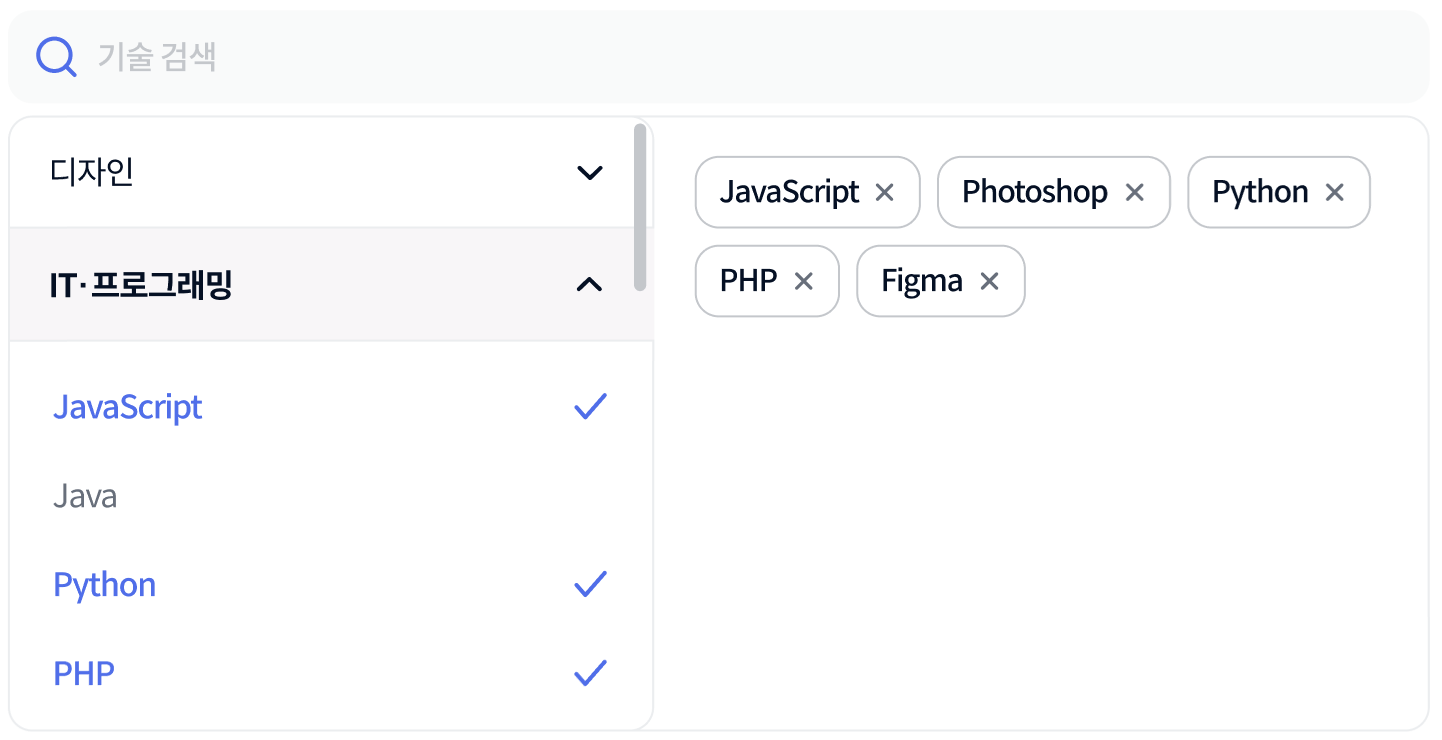 기술 검색
디자인
IT·프로그래밍
JavaScript
Java
Python
PHP
JavaScript Photoshop Python
PHP Figma